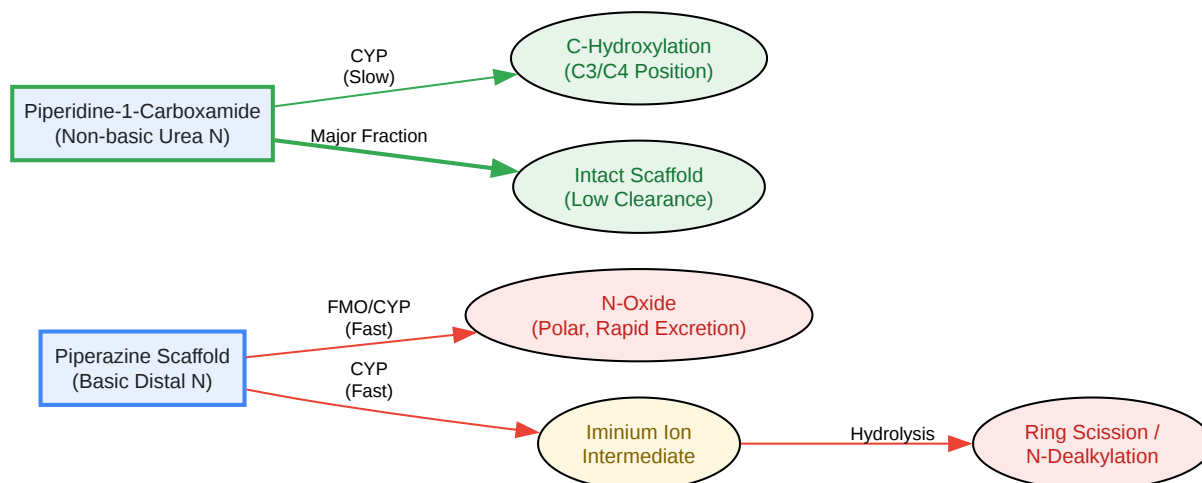 CYP
(Slow)
C-Hydroxylation
(C3/C4 Position)
Piperidine-1-Carboxamide
(Non-basic Urea N)
Major Fraction
Intact Scaffold
(Low Clearance)
FMO/CYP
(Fast)
N-Oxide
(Polar, Rapid Excretion)
Piperazine Scaffold
(Basic Distal N)
CYP
(Fast)
Iminium Ion
Intermediate
Hydrolysis
Ring Scission /
N-Dealkylation